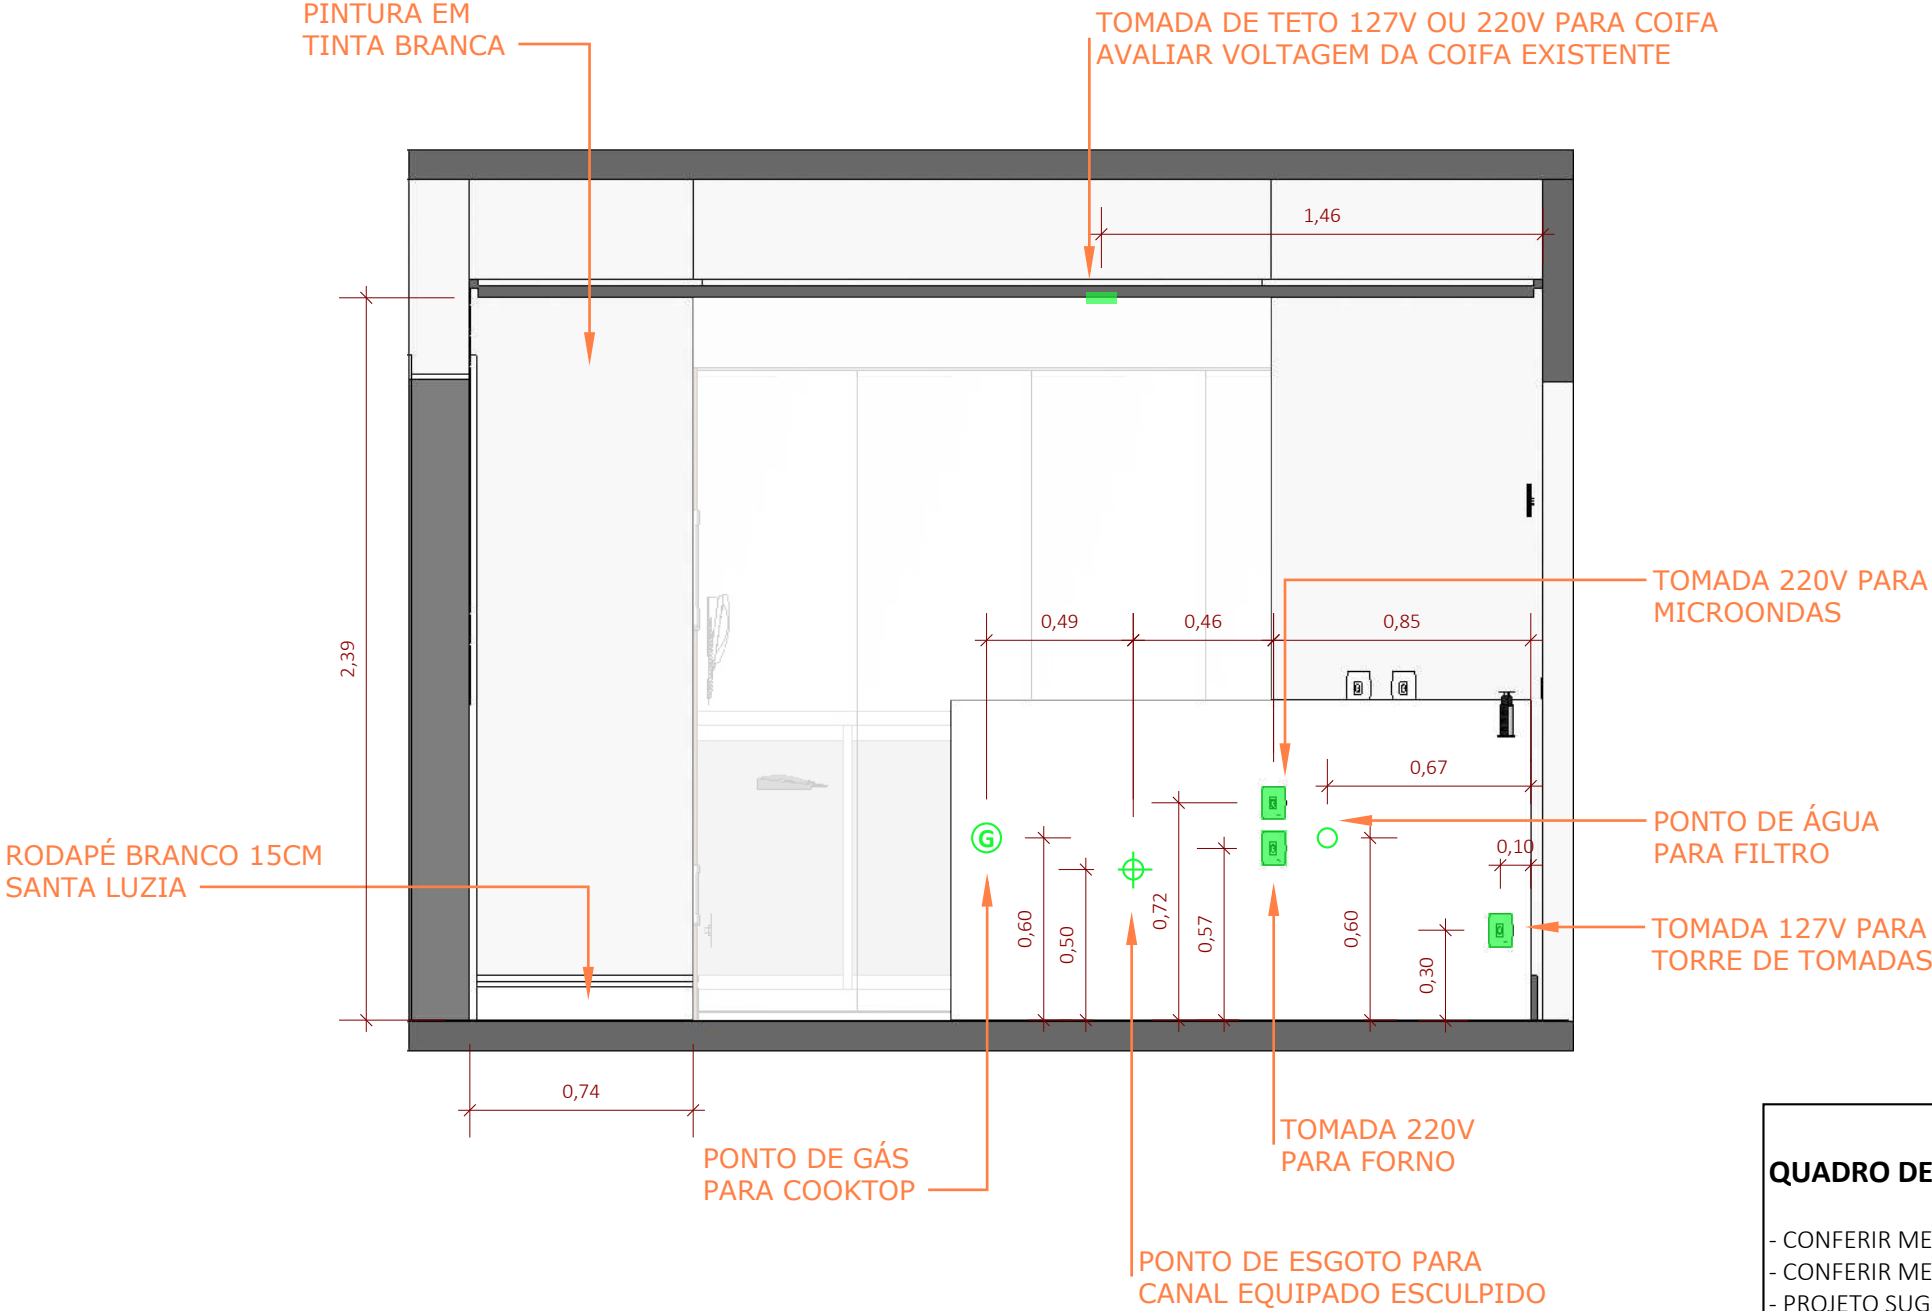 PINTURA EM
TINTA BRANCA
TOMADA DE TETO 127V OU 220V PARA COIFA
AVALIAR VOLTAGEM DA COIFA EXISTENTE
1,46
2,39
TOMADA 220V PARA
MICROONDAS
0,49
0,46
0,85
0,67
PONTO DE ÁGUA
PARA FILTRO
G
0,10
RODAPÉ BRANCO 15CM
SANTA LUZIA
0,60
0,50
0,72
0,57
0,60
0,30
TOMADA 127V PARA
TORRE DE TOMADAS
0,74
TOMADA 220V
PARA FORNO
PONTO DE GÁS
PARA COOKTOP
PONTO DE ESGOTO PARA
CANAL EQUIPADO ESCULPIDO
QUADRO DE
- CONFERIR ME
- CONFERIR ME
- PROJETO SUG